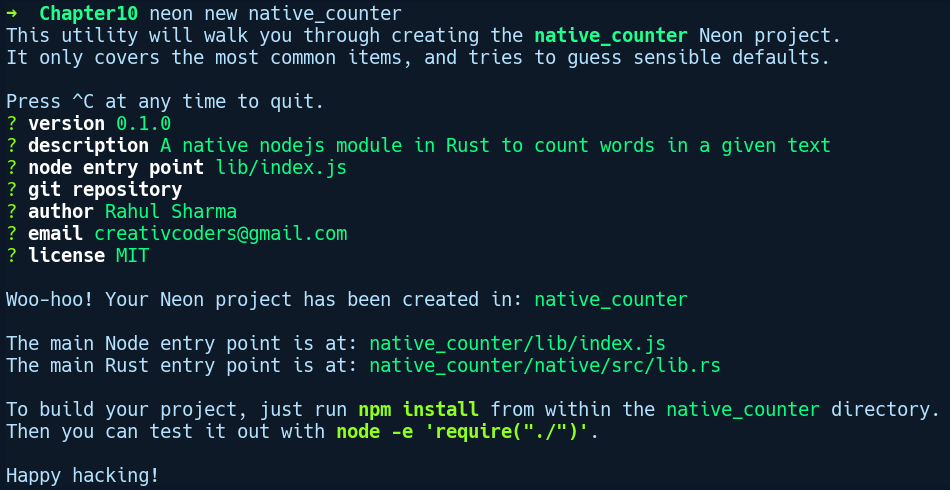 ➜  Chapter10 neon new native_counter
This utility will walk you through creating the native_counter Neon project.
It only covers the most common items, and tries to guess sensible defaults.
Press ^C at any time to quit.
? version 0.1.0
? description A native nodejs module in Rust to count words in a given text
? node entry point lib/index.js
? git repository
? author Rahul Sharma
? email creativcoders@gmail.com
? license MIT
Woo-hoo! Your Neon project has been created in: native_counter
The main Node entry point is at: native_counter/lib/index.js
The main Rust entry point is at: native_counter/native/src/lib.rs
To build your project, just run npm install from within the native_counter directory.
Then you can test it out with node -e 'require("./")'.
Happy hacking!